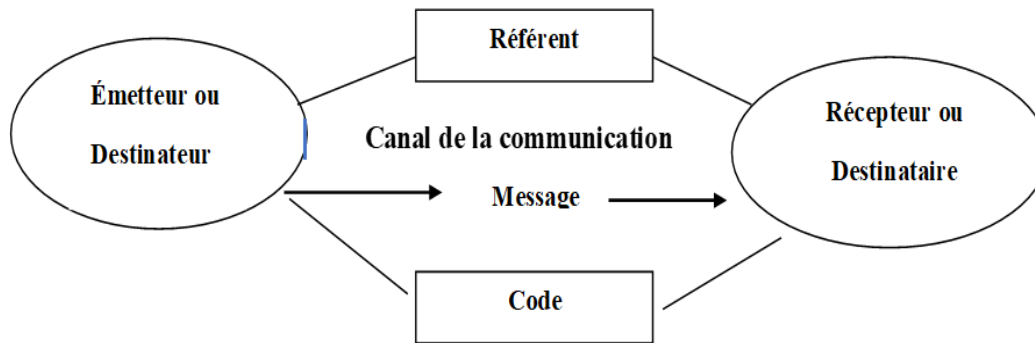 Référent
Émetteur ou
Destinateur
Canal de la communication
Message
Récepteur ou
Destinataire
Code